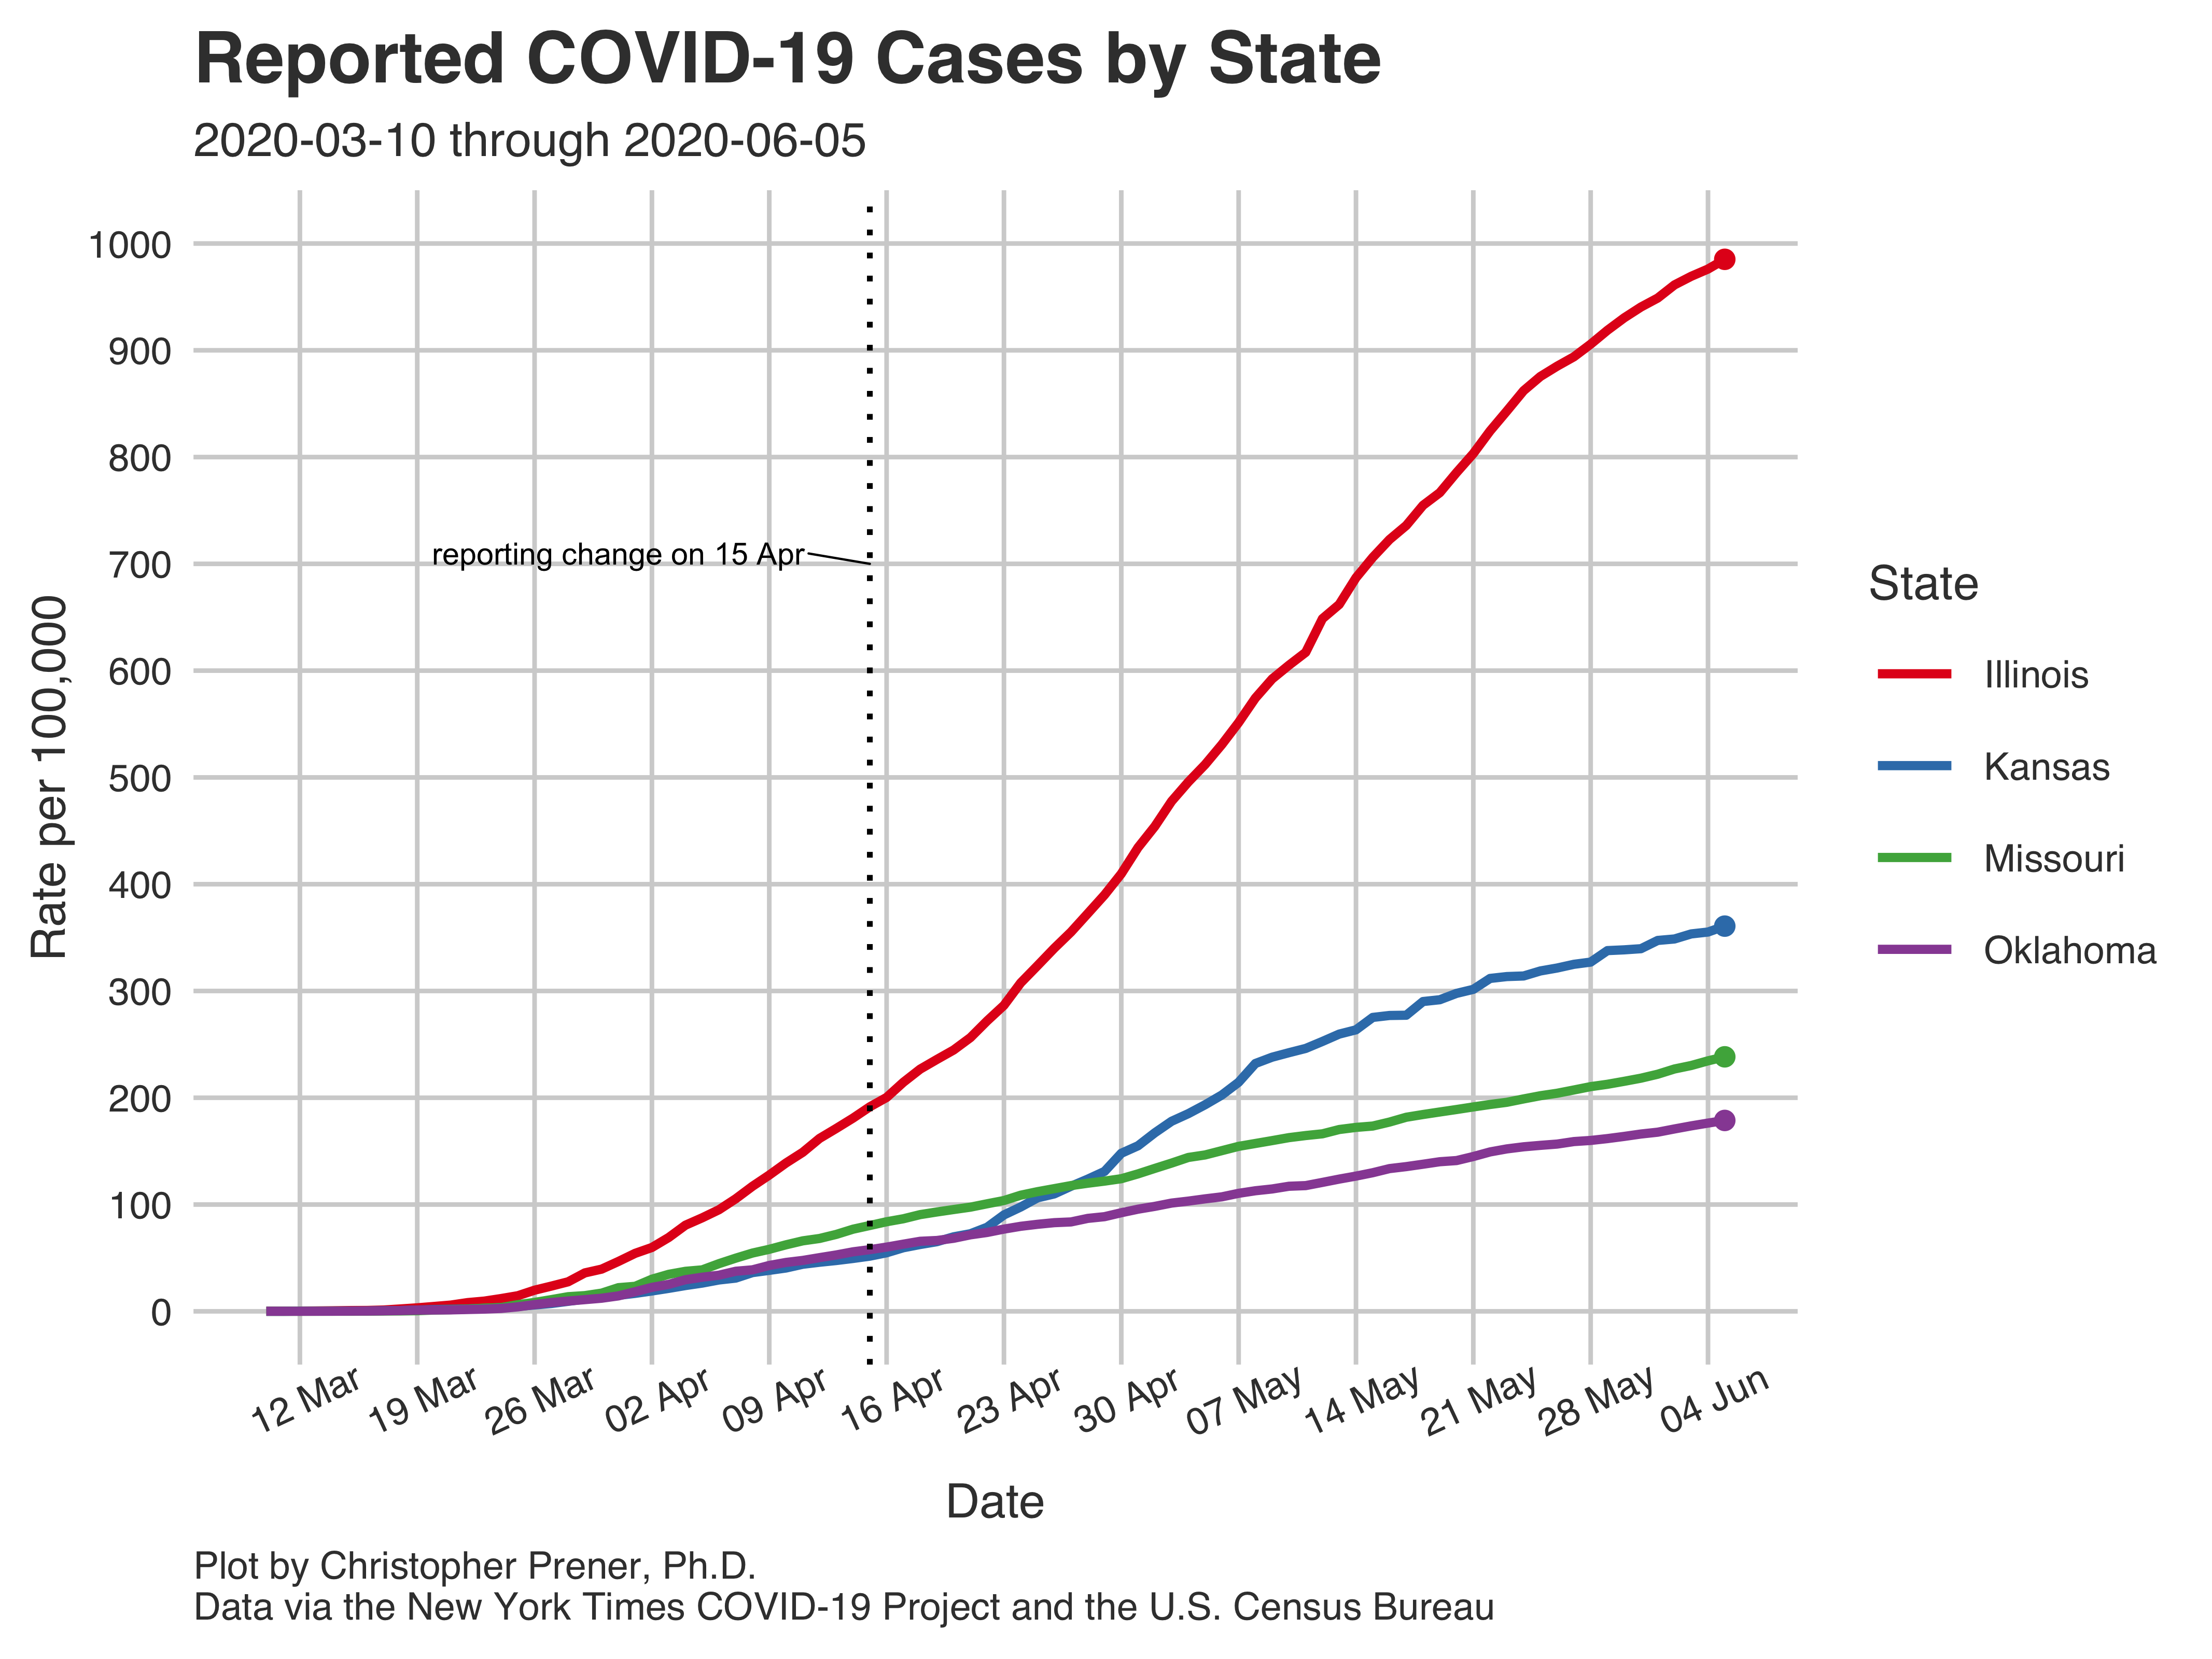 Reported COVID-19 Cases by State
2020-03-10 through 2020-06-05
1000
900
800
700
600
500
400
300
200
100
0
Rate per 100,000
reporting change on 15 Apr
State
Illinois
Kansas
Missouri
Oklahoma
12 Mar
19 Mar
26 Mar
02 Apr
09 Apr
16 Apr
23 Apr
30 Apr
07 May
14 May
21 May
28 May
04 Jun
Date
Plot by Christopher Prener, Ph.D.
Data via the New York Times COVID-19 Project and the U.S. Census Bureau